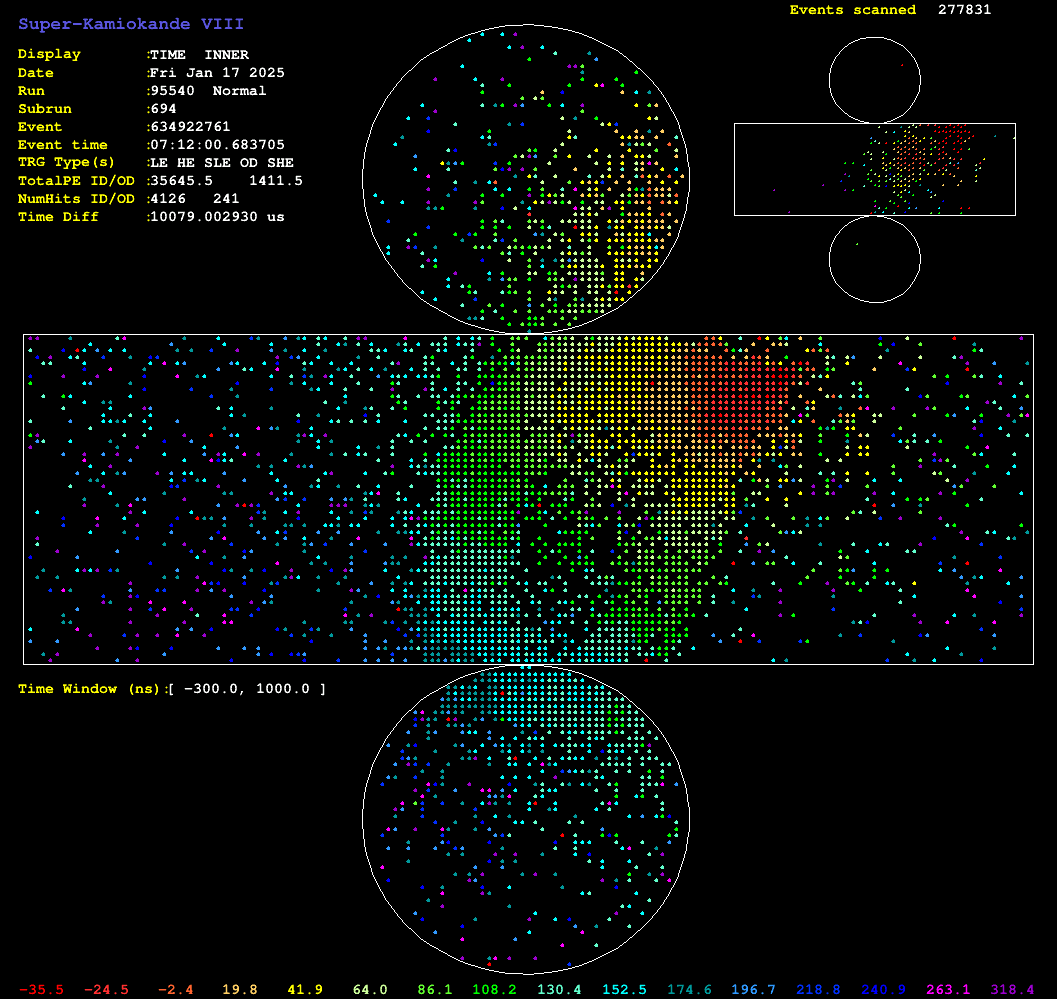 Super-Kamiokande VIII
Events scanned 277831
Display :TIME INNER
Date :Fri Jan 17 2025
Run :95540 Normal
Subrun :694
Event :634922761
Event time :07:12:00.683705
TRG Type(s) :LE HE SLE OD SHE
TotalPE ID/OD :35645.5 1411.5
NumHits ID/OD :4126 241
Time Diff :10079.002930 us
Time Window (ns):[ -300.0, 1000.0 ]
-35.5 -24.5 -2.4 19.8 41.9 64.0 86.1 108.2 130.4 152.5 174.6 196.7 218.8 240.9 263.1 318.4